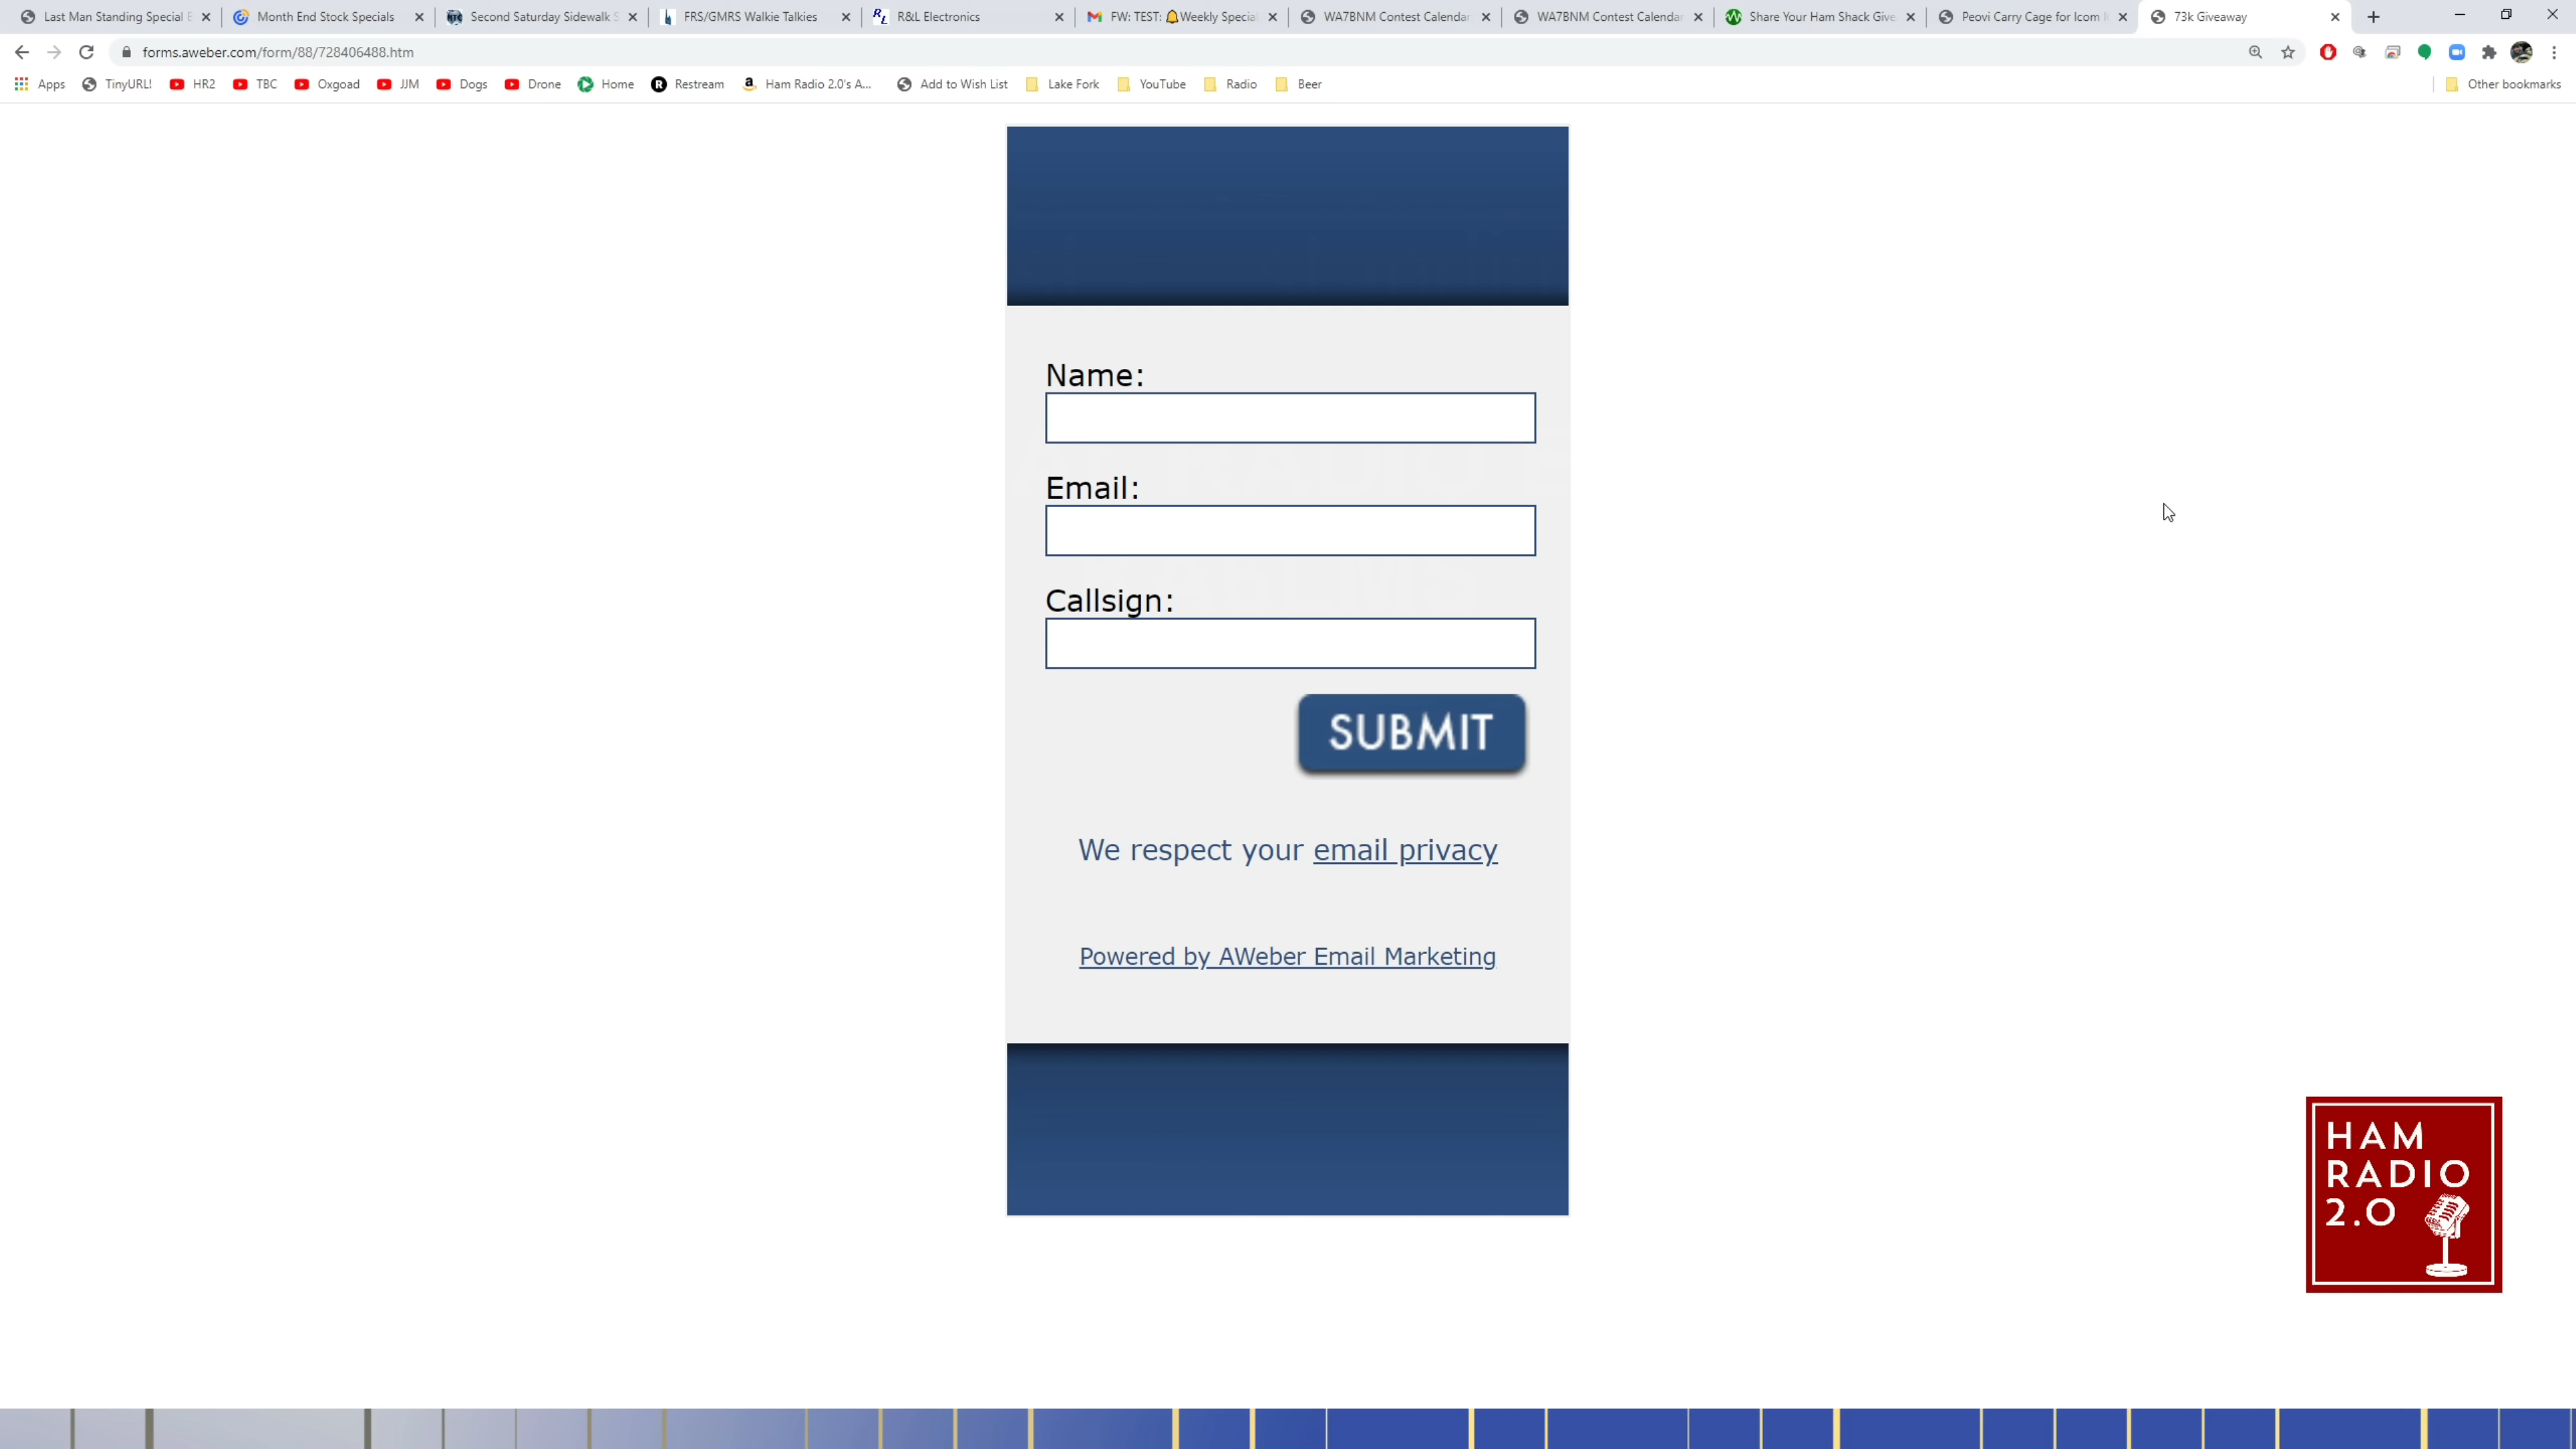 Last Man Standing Special E
Month End Stock Specials
Second Saturday Sidewalk S
FRS/GMRS Walkie Talkies
R&L Electronics
FW: TEST: 🔔Weekly Specia
WA7BNM Contest Calendar
WA7BNM Contest Calendar
Share Your Ham Shack Give
Peovi Carry Cage for Icom
73k Giveaway
forms.aweber.com/form/88/728406488.htm
Apps
TinyURL!
HR2
TBC
Oxgoad
JJM
Dogs
Drone
Home
Restream
Ham Radio 2.0's A...
Add to Wish List
Lake Fork
YouTube
Radio
Beer
Other bookmarks
Name:
Email:
Callsign:
SUBMIT
We respect your email privacy
Powered by AWeber Email Marketing
HAM
RADIO
2.0